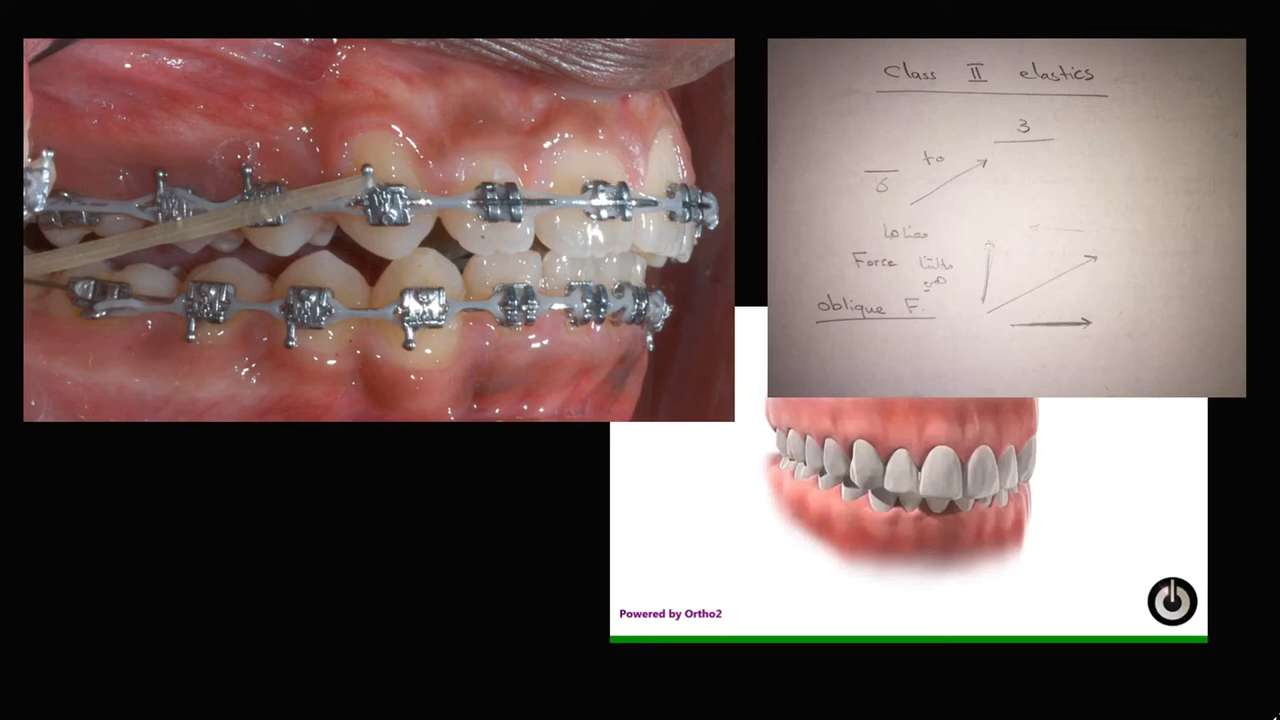 Class II elastics
3
to
6
Force
oblique F.
Powered by Ortho2